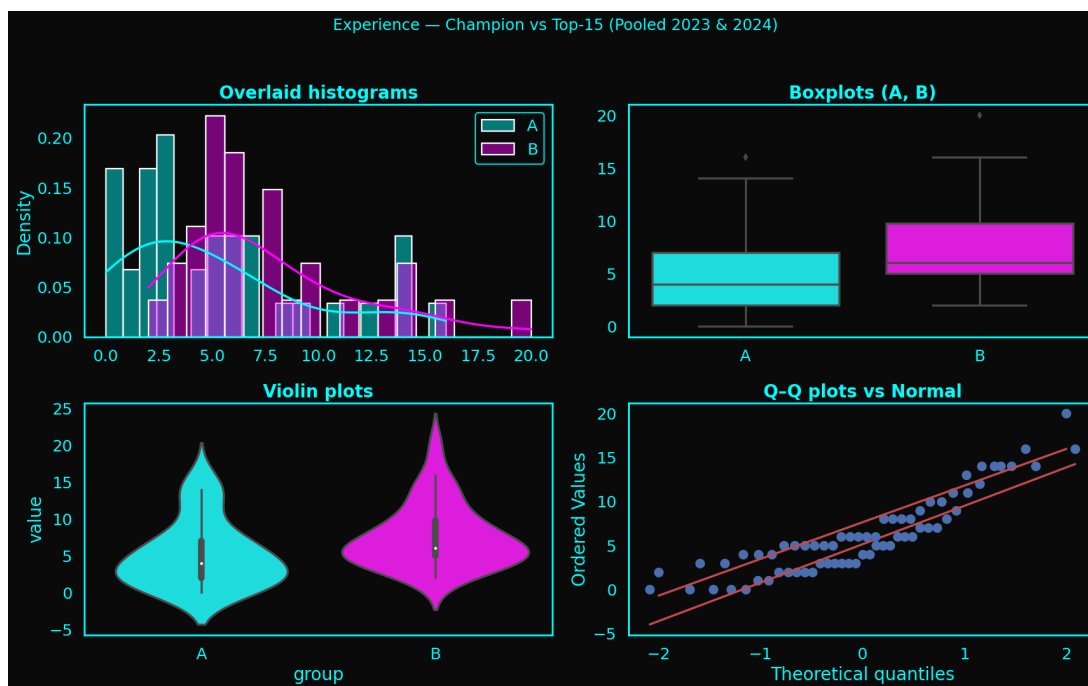 Experience — Champion vs Top-15 (Pooled 2023 & 2024)
Overlaid histograms
Density
0.20
0.15
0.10
0.05
0.00
0.0 2.5 5.0 7.5 10.0 12.5 15.0 17.5 20.0
A
B
Boxplots (A, B)
20
15
10
5
0
A B
Violin plots
value
25
20
15
10
5
0
−5
A B
group
Q–Q plots vs Normal
Ordered Values
20
15
10
5
0
−5
−2 −1 0 1 2
Theoretical quantiles